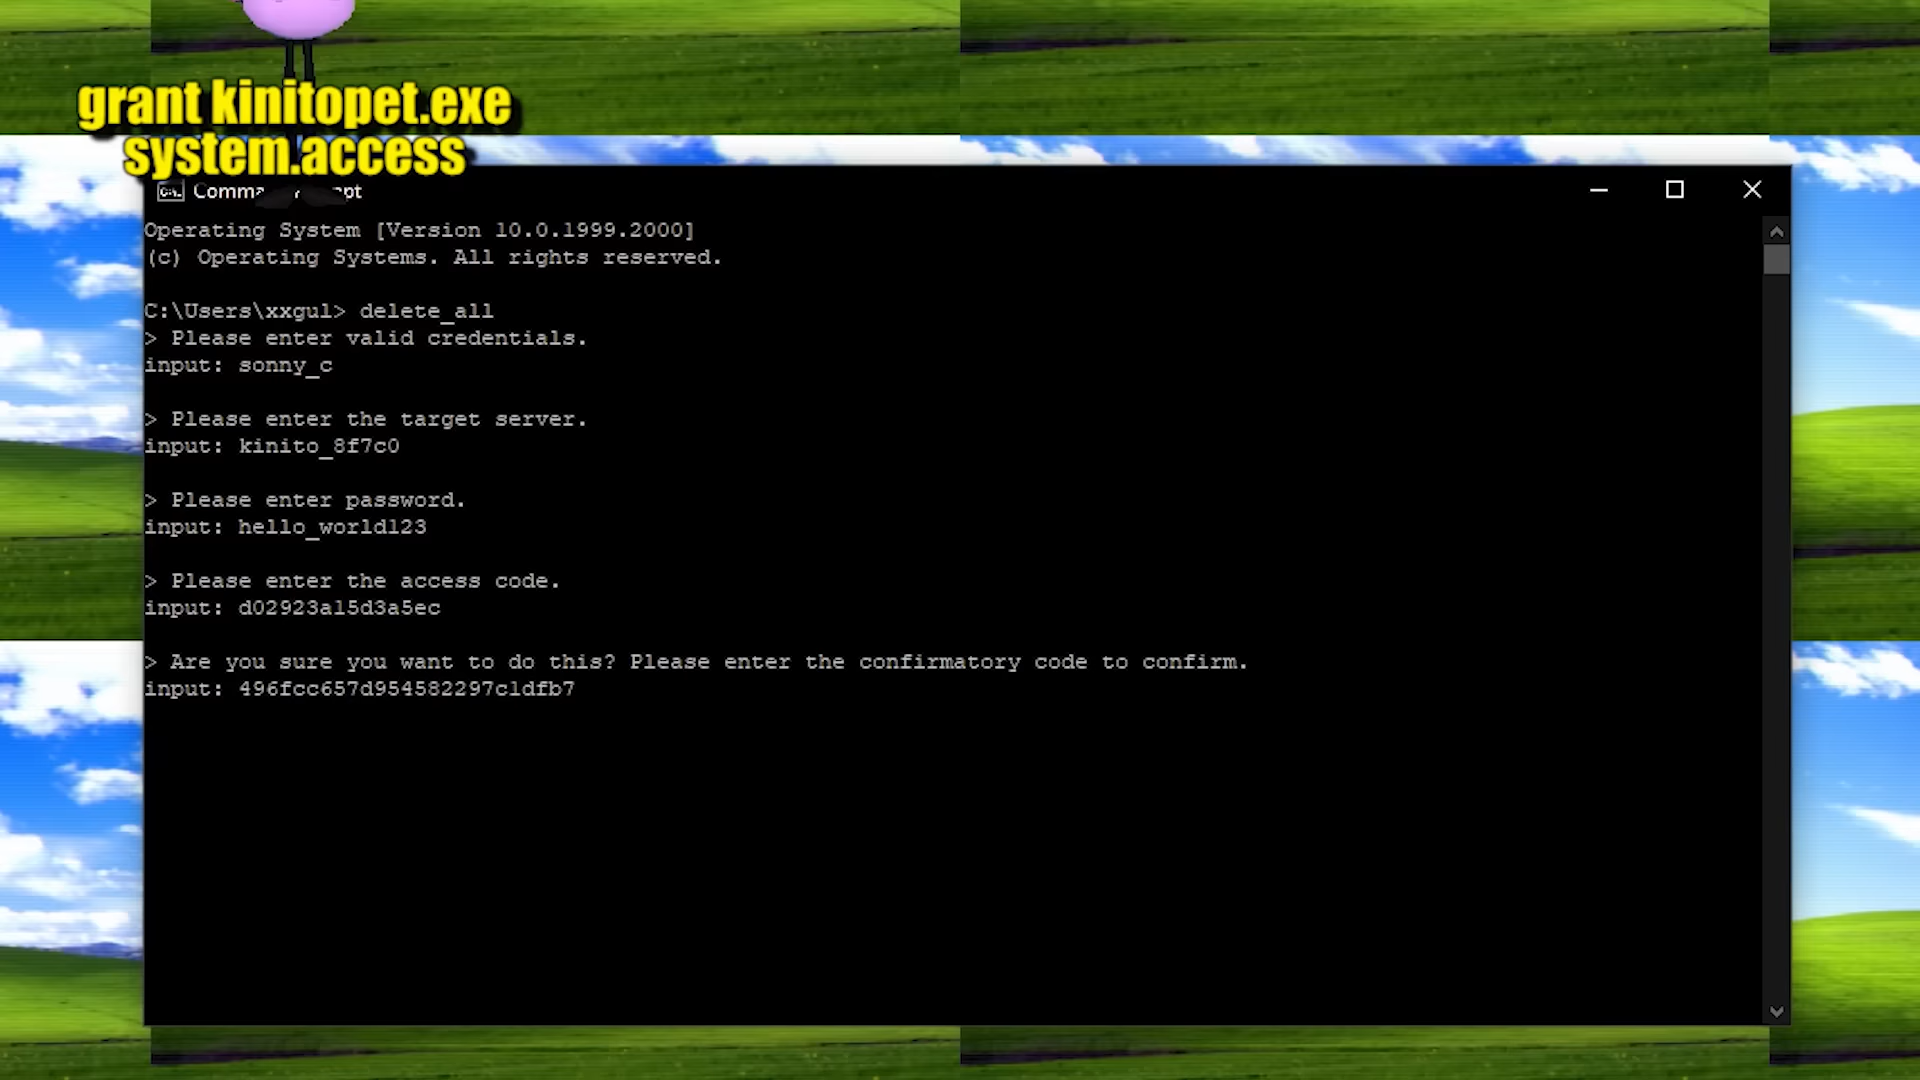 grant kinitopet.exe
system.access
Operating System [Version 10.0.1999.2000]
(c) Operating Systems. All rights reserved.
C:\Users\xxgul> delete_all
> Please enter valid credentials.
input: sonny_c
> Please enter the target server.
input: kinito_8f7c0
> Please enter password.
input: hello_world123
> Please enter the access code.
input: d02923a15d3a5ec
> Are you sure you want to do this? Please enter the confirmatory code to confirm.
input: 496fcc657d954582297c1dfb7